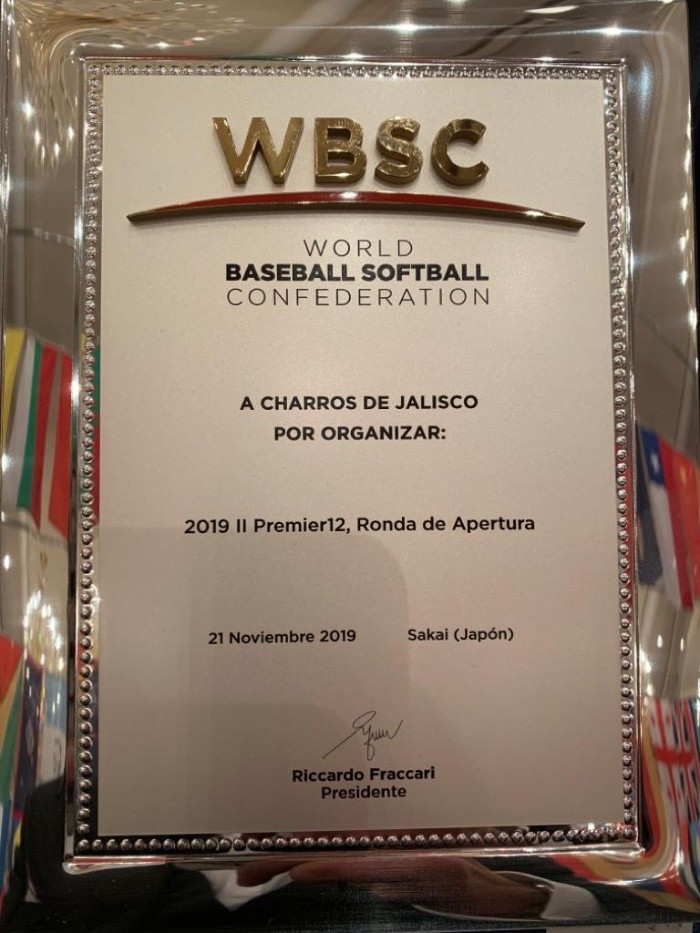 WBSC
WORLD
BASEBALL SOFTBALL
CONFEDERATION
A CHARROS DE JALISCO
POR ORGANIZAR:
2019 II Premier12, Ronda de Apertura
21 Noviembre 2019 Sakai (Japón)
Riccardo Fraccari
Presidente